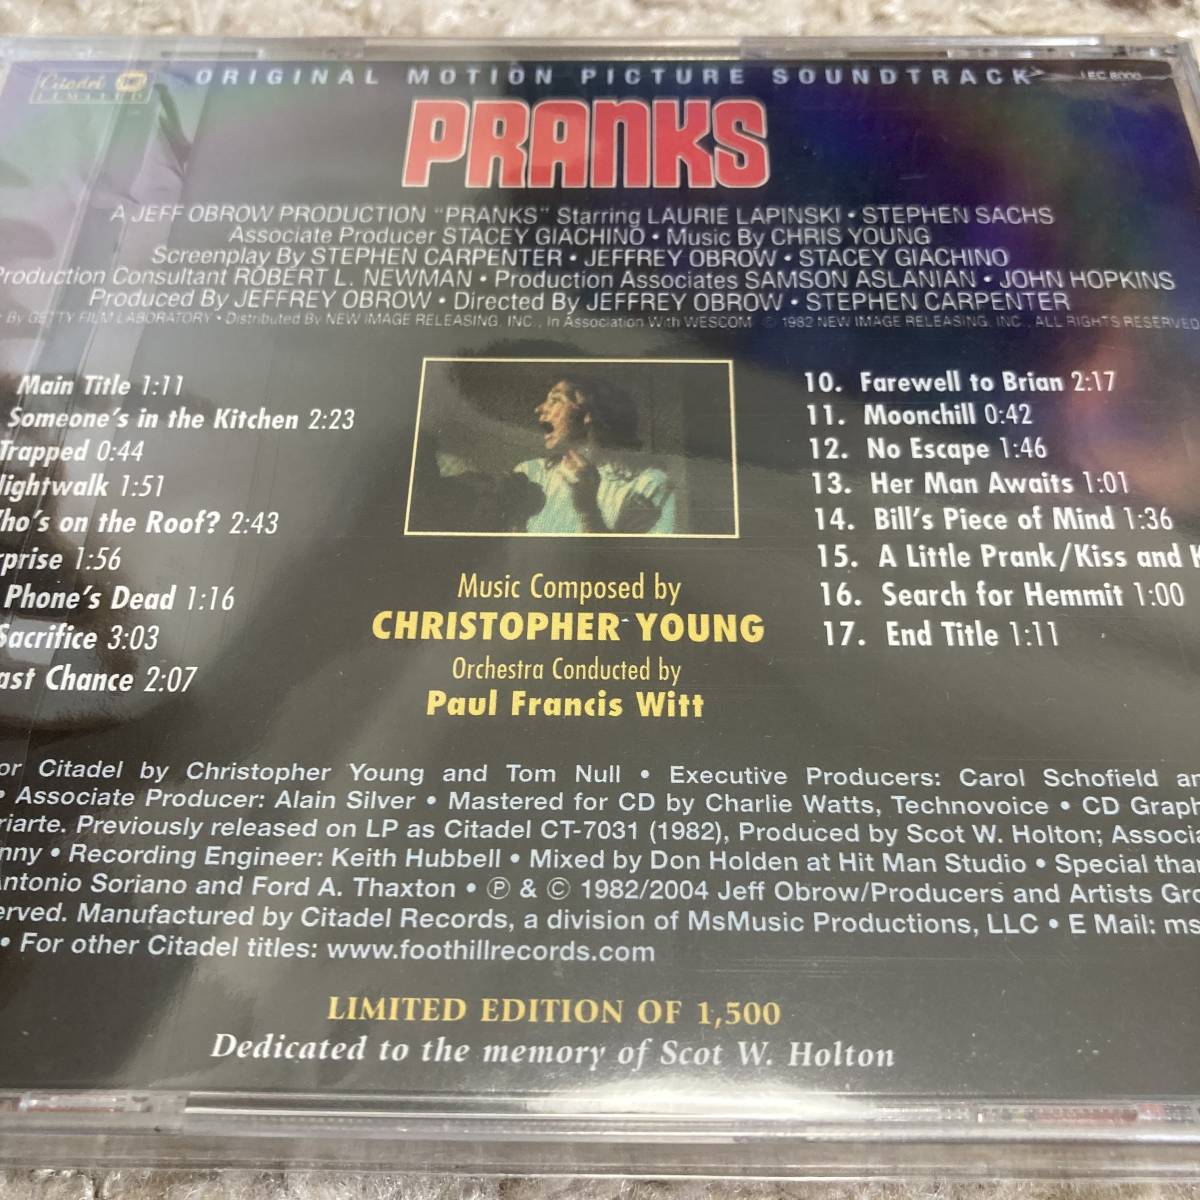 Citadel
LIMITED
ORIGINAL MOTION PICTURE SOUNDTRACK
PRANKS
A JEFF OBROW PRODUCTION "PRANKS" Starring LAURIE LAPINSKI • STEPHEN SACHS
Associate Producer STACEY GIACHINO • Music By CHRIS YOUNG
Screenplay By STEPHEN CARPENTER • JEFFREY OBROW • STACEY GIACHINO
Production Consultant ROBERT L. NEWMAN • Production Associates SAMSON ASLANIAN • JOHN HOPKINS
Produced By JEFFREY OBROW • Directed By JEFFREY OBROW • STEPHEN CARPENTER
By GETTY FILM LABORATORY • Distributed By NEW IMAGE RELEASING, INC., In Association With WESCOM © 1982 NEW IMAGE RELEASING, INC., ALL RIGHTS RESERVED
Main Title 1:11
Someone's in the Kitchen 2:23
Trapped 0:44
lightwalk 1:51
ho's on the Roof? 2:43
rprise 1:56
Phone's Dead 1:16
Sacrifice 3:03
ast Chance 2:07
10. Farewell to Brian 2:17
11. Moonchill 0:42
12. No Escape 1:46
13. Her Man Awaits 1:01
14. Bill's Piece of Mind 1:36
15. A Little Prank/Kiss and K
16. Search for Hemmit 1:00
17. End Title 1:11
Music Composed by
CHRISTOPHER YOUNG
Orchestra Conducted by
Paul Francis Witt
or Citadel by Christopher Young and Tom Null • Executive Producers: Carol Schofield an
• Associate Producer: Alain Silver • Mastered for CD by Charlie Watts, Technovoice • CD Graph
riarte. Previously released on LP as Citadel CT-7031 (1982), Produced by Scot W. Holton; Associa
nny • Recording Engineer: Keith Hubbell • Mixed by Don Holden at Hit Man Studio • Special than
Antonio Soriano and Ford A. Thaxton • ℗ & © 1982/2004 Jeff Obrow/Producers and Artists Gro
erved. Manufactured by Citadel Records, a division of MsMusic Productions, LLC • E Mail: ms
• For other Citadel titles: www.foothillrecords.com
LIMITED EDITION OF 1,500
Dedicated to the memory of Scot W. Holton